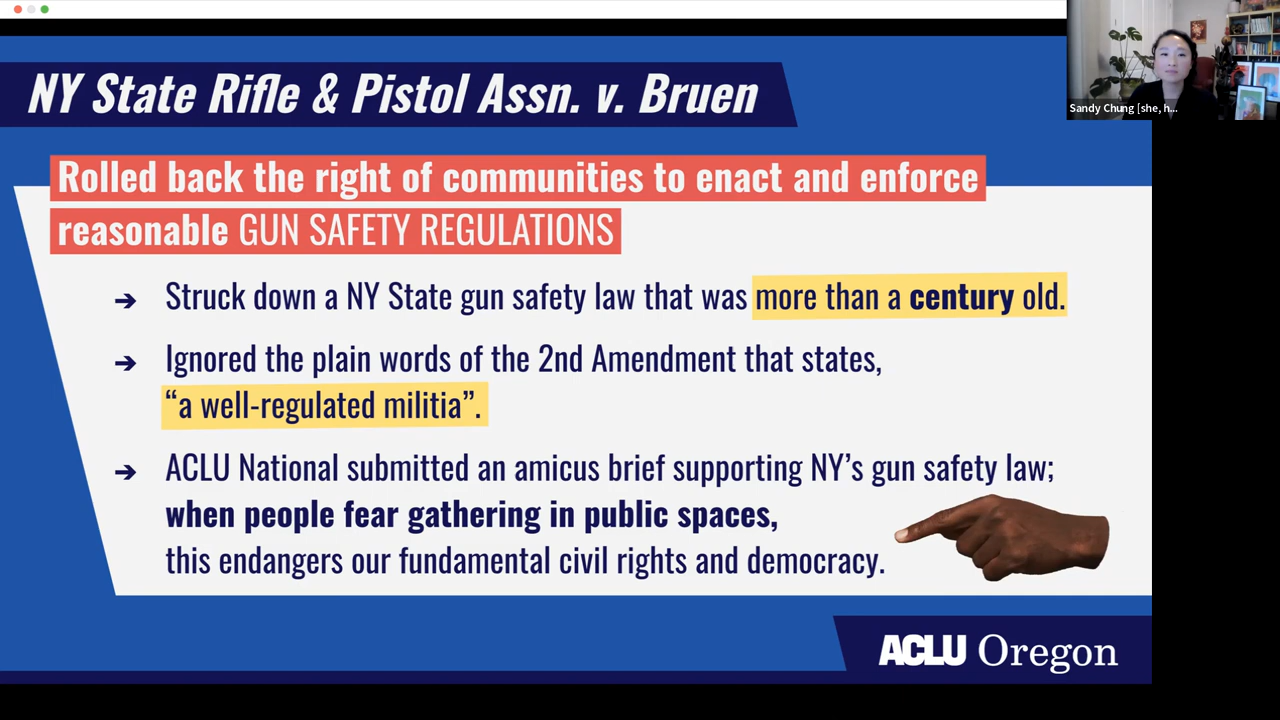 NY State Rifle & Pistol Assn. v. Bruen
Sandy Chung [she, h...
Rolled back the right of communities to enact and enforce
reasonable GUN SAFETY REGULATIONS
➔ Struck down a NY State gun safety law that was more than a century old.
➔ Ignored the plain words of the 2nd Amendment that states,
“a well-regulated militia”.
➔ ACLU National submitted an amicus brief supporting NY’s gun safety law;
when people fear gathering in public spaces,
this endangers our fundamental civil rights and democracy.
ACLU Oregon